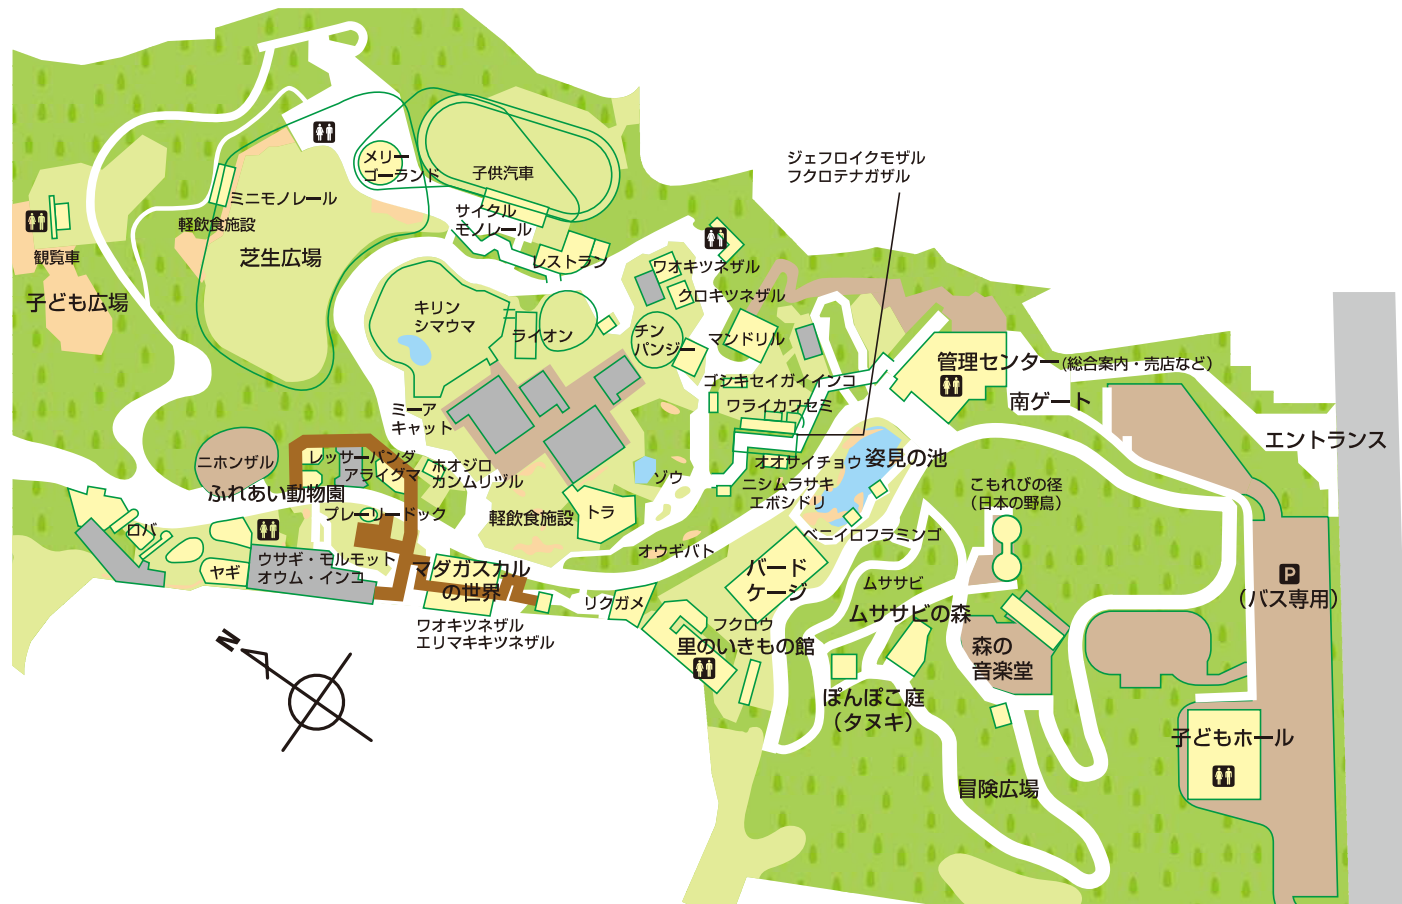 ジェフロイクモザル
フクロテナガザル
メリー
ゴーランド
子供汽車
ミニモノレール
軽飲食施設
サイクル
モノレール
芝生広場
観覧車
子ども広場
レストラン
ワオキツネザル
クロキツネザル
キリン
シマウマ
ライオン
チン
パンジー
マンドリル
管理センター(総合案内・売店など)
南ゲート
ゴシキセイガイインコ
ワライカワセミ
エントランス
ミーア
キャット
ニホンザル
レッサーパンダ
アライグマ
ホオジロ
カンムリヅル
ゾウ
オオサイチョウ
姿見の池
ニシムラサキ
エボシドリ
こもれびの径
(日本の野鳥)
ふれあい動物園
プレーリードック
軽飲食施設
トラ
ロバ
ベニイロフラミンゴ
オウギバト
ウサギ・モルモット
オウム・インコ
ヤギ
マダガスカル
の世界
バード
ケージ
ムササビ
P
(バス専用)
リクガメ
ムササビの森
ワオキツネザル
エリマキキツネザル
フクロウ
里のいきもの館
森の
音楽堂
N
ぽんぽこ庭
(タヌキ)
子どもホール
冒険広場